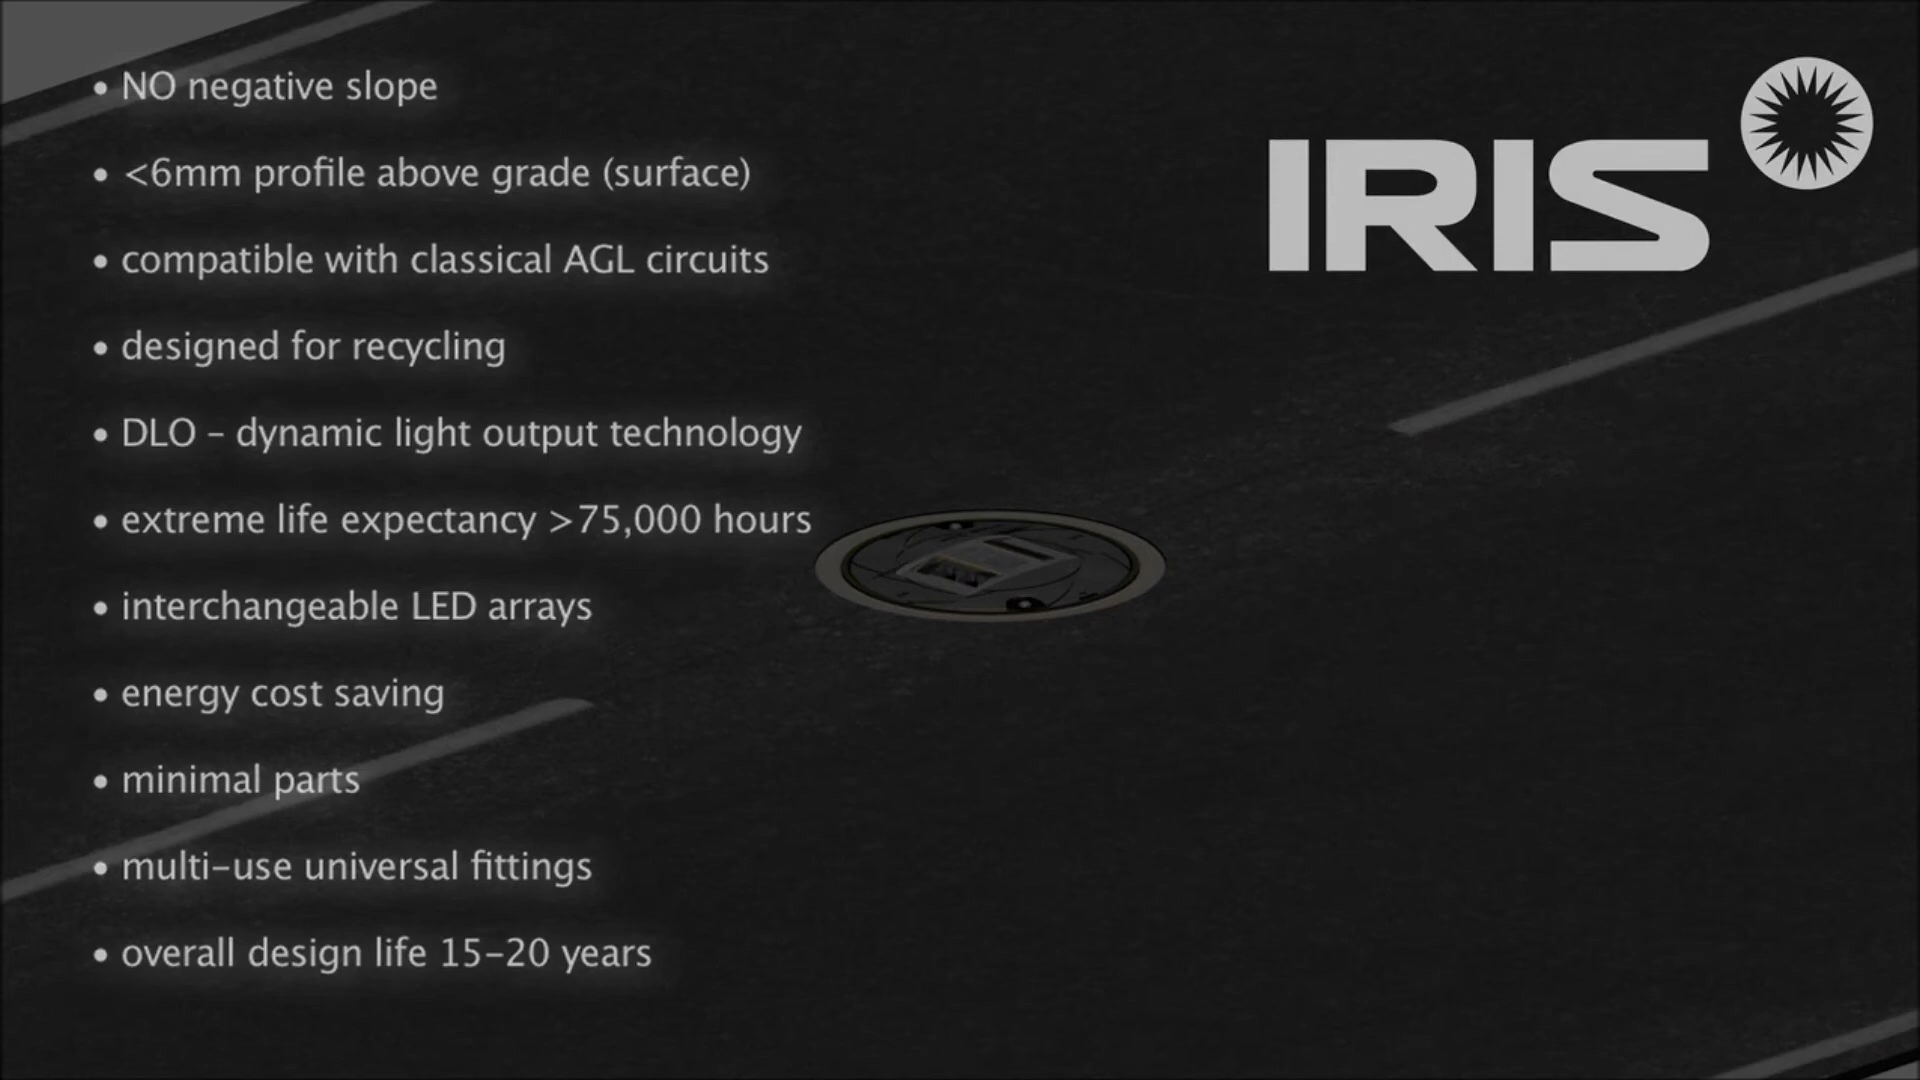 • NO negative slope
• <6mm profile above grade (surface)
• compatible with classical AGL circuits
• designed for recycling
• DLO – dynamic light output technology
• extreme life expectancy >75,000 hours
• interchangeable LED arrays
• energy cost saving
• minimal parts
• multi-use universal fittings
• overall design life 15-20 years
IRIS